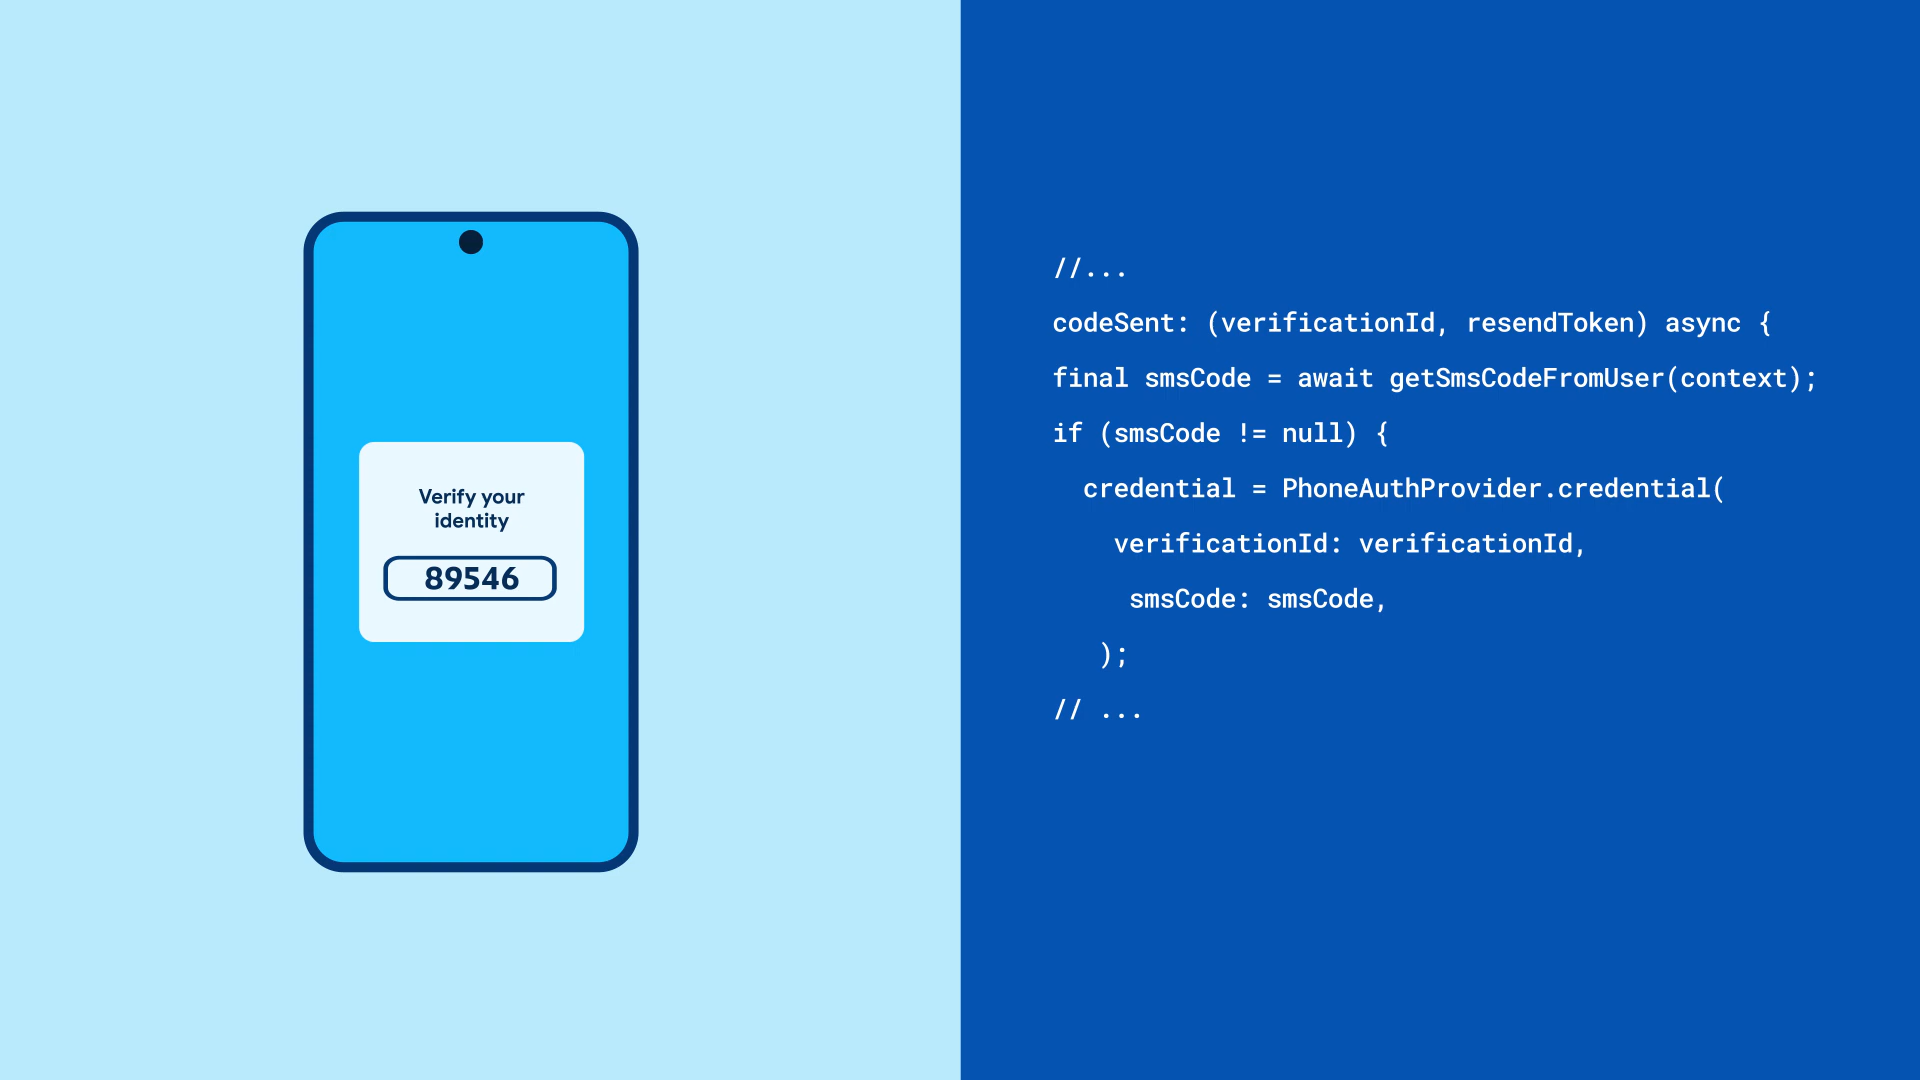 Verify your
identity
89546
//...
codeSent: (verificationId, resendToken) async {
final smsCode = await getSmsCodeFromUser(context);
if (smsCode != null) {
  credential = PhoneAuthProvider.credential(
    verificationId: verificationId,
     smsCode: smsCode,
   );
// ...